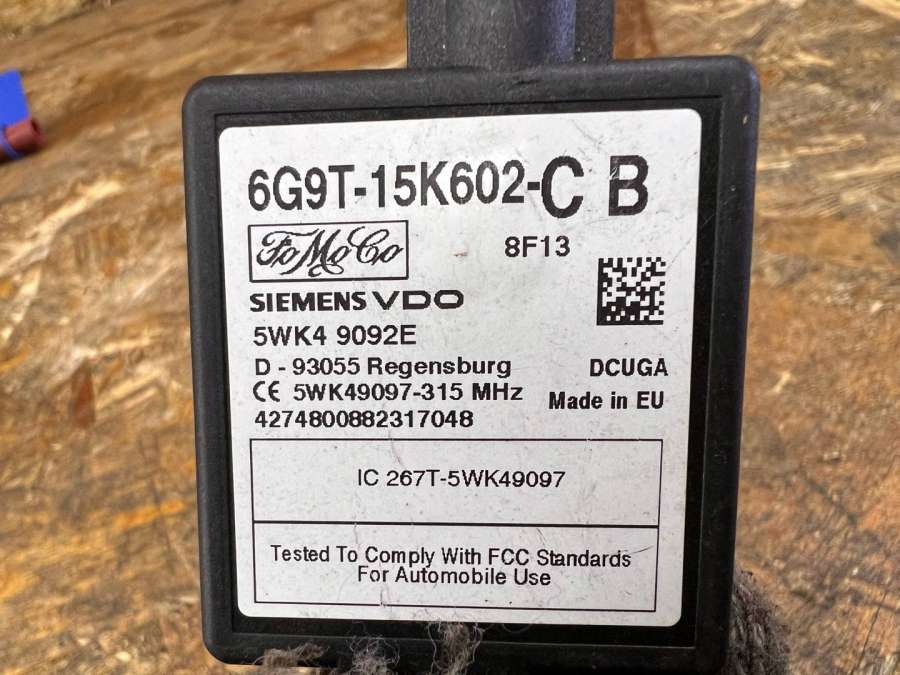 6G9T-15K602-C B
FoMoCo
8F13
SIEMENS VDO
5WK4 9092E
D - 93055 Regensburg
DCUGA
CE 5WK49097-315 MHz
Made in EU
4274800882317048
IC 267T-5WK49097
Tested To Comply With FCC Standards
For Automobile Use